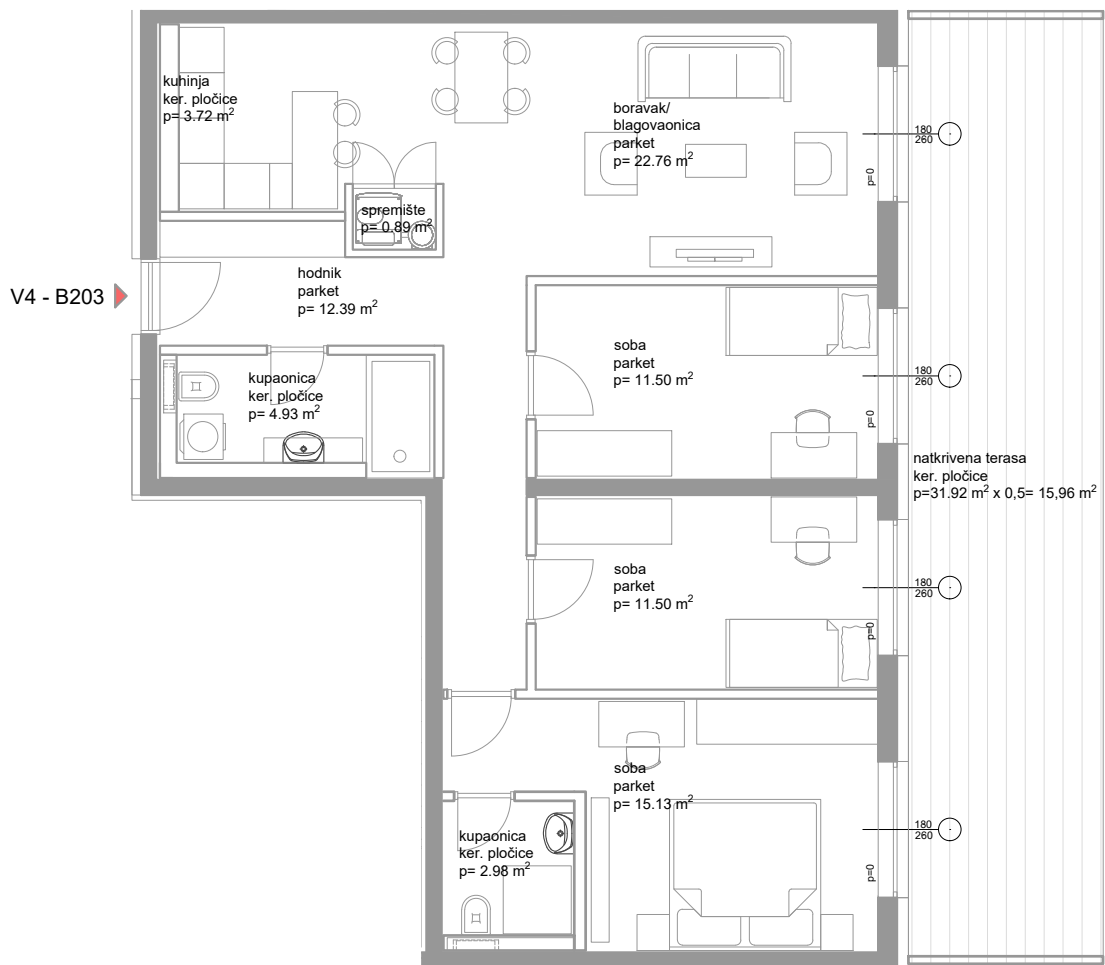 kuhinja
ker. pločice
p= 3.72 m²
boravak/
blagovaonica
parket
p= 22.76 m²
180
260
p=0
spremište
p= 0.89 m²
V4 - B203
hodnik
parket
p= 12.39 m²
soba
parket
p= 11.50 m²
180
260
p=0
kupaonica
ker. pločice
p= 4.93 m²
natkrivena terasa
ker. pločice
p=31.92 m² x 0,5= 15,96 m²
soba
parket
p= 11.50 m²
180
260
p=0
soba
parket
p= 15.13 m²
180
260
p=0
kupaonica
ker. pločice
p= 2.98 m²